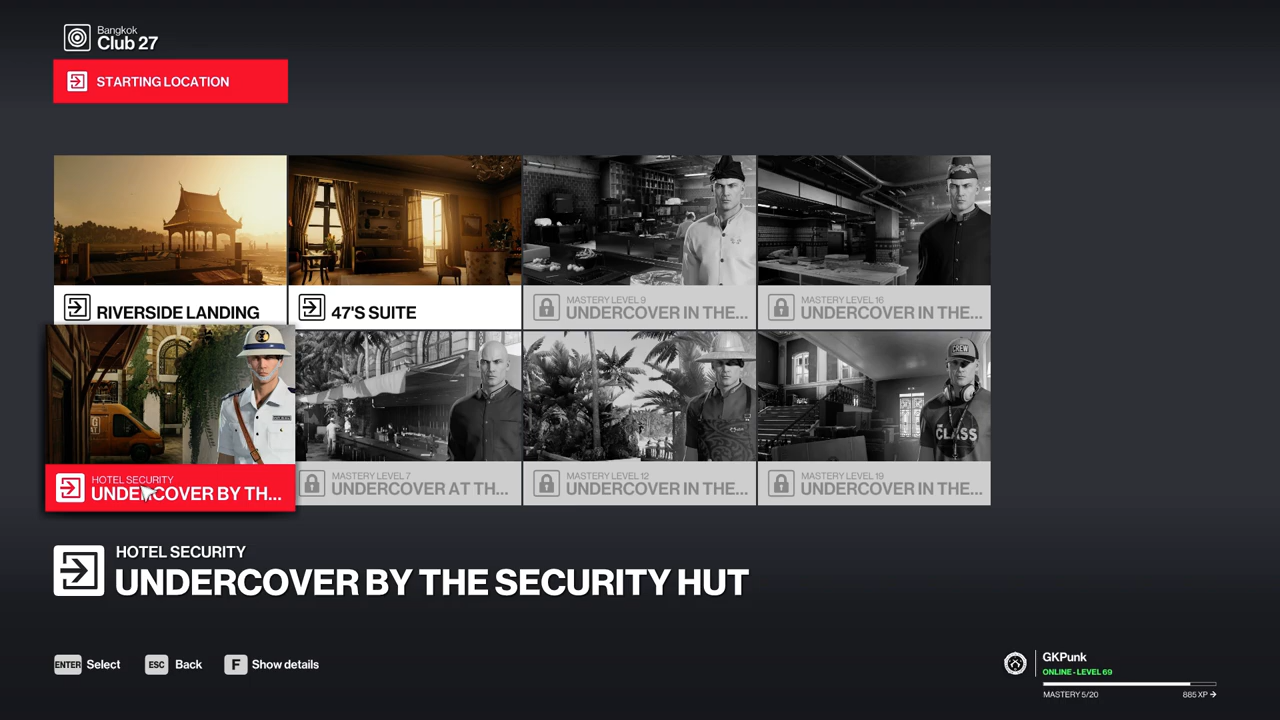 Bangkok
Club 27
STARTING LOCATION
RIVERSIDE LANDING
47'S SUITE
MASTERY LEVEL 9
UNDERCOVER IN THE...
MASTERY LEVEL 16
UNDERCOVER IN THE...
HOTEL SECURITY
UNDERCOVER BY TH...
MASTERY LEVEL 7
UNDERCOVER AT TH...
MASTERY LEVEL 12
UNDERCOVER IN THE...
CREW
CLASS
MASTERY LEVEL 19
UNDERCOVER IN THE...
HOTEL SECURITY
UNDERCOVER BY THE SECURITY HUT
ENTER Select
ESC Back
F Show details
GKPunk
ONLINE - LEVEL 69
MASTERY 5/20
885 XP